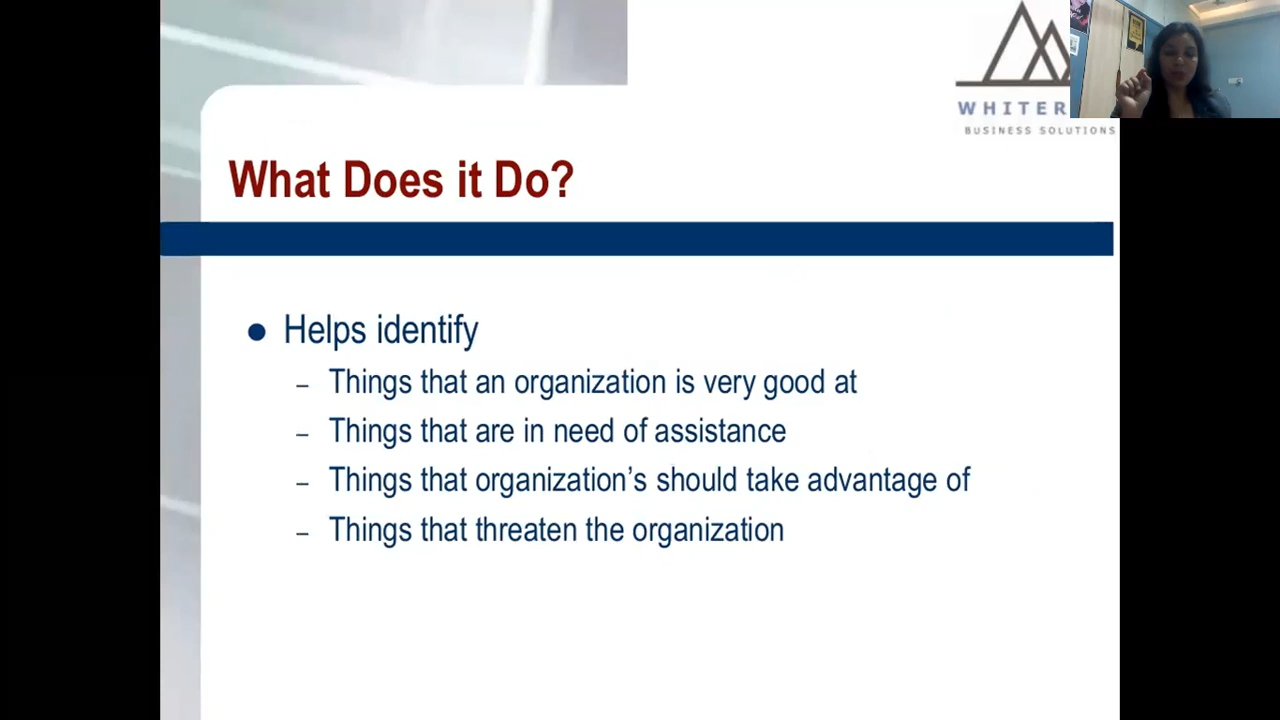 WHITER
BUSINESS SOLUTIONS
What Does it Do?
Helps identify
– Things that an organization is very good at
– Things that are in need of assistance
– Things that organization’s should take advantage of
– Things that threaten the organization